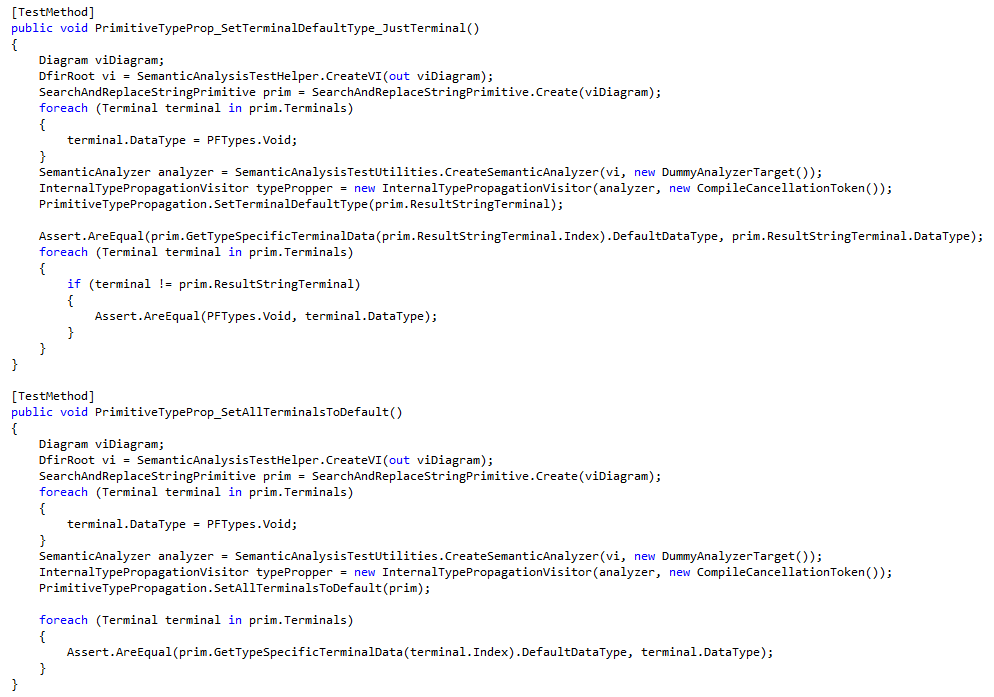 [TestMethod]
public void PrimitiveTypeProp_SetTerminalDefaultType_JustTerminal()
{
    Diagram viDiagram;
    DfirRoot vi = SemanticAnalysisTestHelper.CreateVI(out viDiagram);
    SearchAndReplaceStringPrimitive prim = SearchAndReplaceStringPrimitive.Create(viDiagram);
    foreach (Terminal terminal in prim.Terminals)
    {
        terminal.DataType = PFTypes.Void;
    }
    SemanticAnalyzer analyzer = SemanticAnalysisTestUtilities.CreateSemanticAnalyzer(vi, new DummyAnalyzerTarget());
    InternalTypePropagationVisitor typePropper = new InternalTypePropagationVisitor(analyzer, new CompileCancellationToken());
    PrimitiveTypePropagation.SetTerminalDefaultType(prim.ResultStringTerminal);

    Assert.AreEqual(prim.GetTypeSpecificTerminalData(prim.ResultStringTerminal.Index).DefaultDataType, prim.ResultStringTerminal.DataType);
    foreach (Terminal terminal in prim.Terminals)
    {
        if (terminal != prim.ResultStringTerminal)
        {
            Assert.AreEqual(PFTypes.Void, terminal.DataType);
        }
    }
}

[TestMethod]
public void PrimitiveTypeProp_SetAllTerminalsToDefault()
{
    Diagram viDiagram;
    DfirRoot vi = SemanticAnalysisTestHelper.CreateVI(out viDiagram);
    SearchAndReplaceStringPrimitive prim = SearchAndReplaceStringPrimitive.Create(viDiagram);
    foreach (Terminal terminal in prim.Terminals)
    {
        terminal.DataType = PFTypes.Void;
    }
    SemanticAnalyzer analyzer = SemanticAnalysisTestUtilities.CreateSemanticAnalyzer(vi, new DummyAnalyzerTarget());
    InternalTypePropagationVisitor typePropper = new InternalTypePropagationVisitor(analyzer, new CompileCancellationToken());
    PrimitiveTypePropagation.SetAllTerminalsToDefault(prim);

    foreach (Terminal terminal in prim.Terminals)
    {
        Assert.AreEqual(prim.GetTypeSpecificTerminalData(terminal.Index).DefaultDataType, terminal.DataType);
    }
}